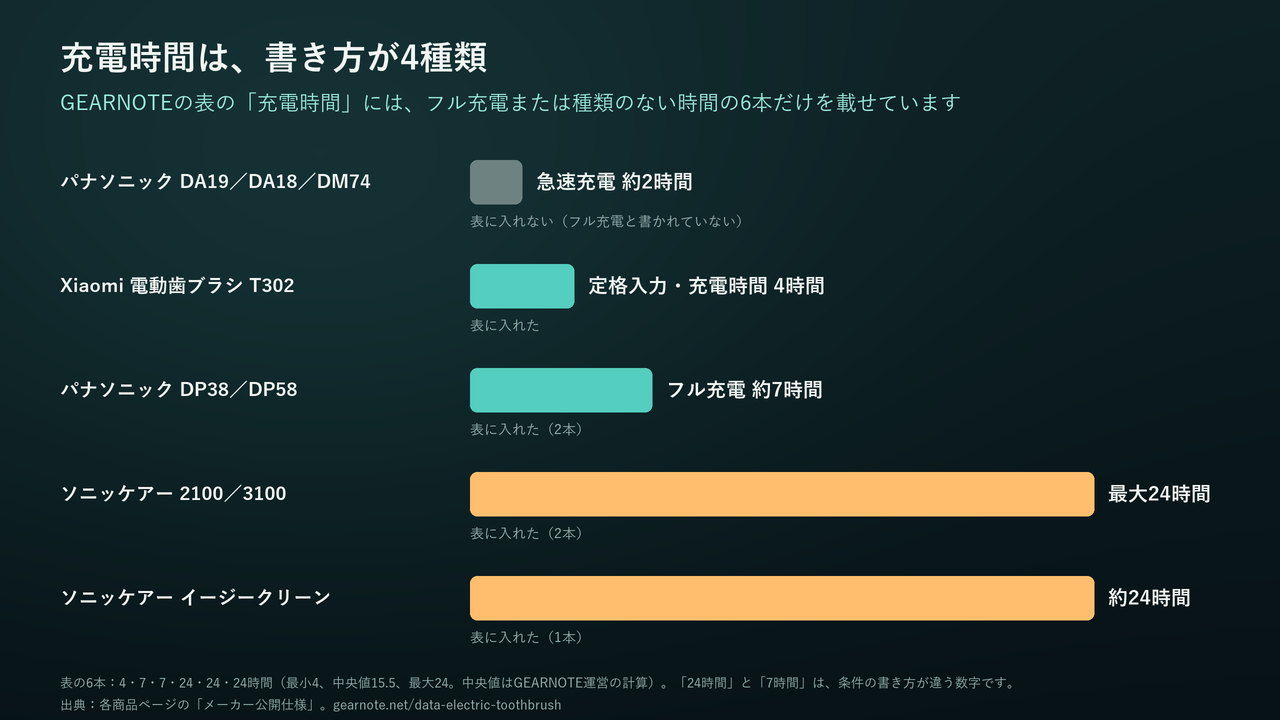 充電時間は、書き方が4種類
GEARNOTEの表の「充電時間」には、フル充電または種類のない時間の6本だけを載せています
パナソニック DA19／DA18／DM74
急速充電 約2時間
表に入れない（フル充電と書かれていない）
Xiaomi 電動歯ブラシ T302
定格入力・充電時間 4時間
表に入れた
パナソニック DP38／DP58
フル充電 約7時間
表に入れた（2本）
ソニッケアー 2100／3100
最大24時間
表に入れた（2本）
ソニッケアー イージークリーン
約24時間
表に入れた（1本）
表の6本：4・7・7・24・24・24時間（最小4、中央値15.5、最大24。中央値はGEARNOTE運営の計算）。「24時間」と「7時間」は、条件の書き方が違う数字です。
出典：各商品ページの「メーカー公開仕様」。gearnote.net/data-electric-toothbrush